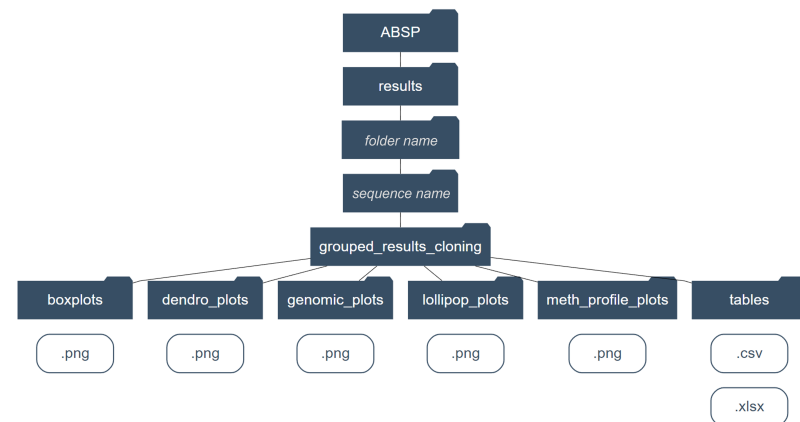 ABSP
results
folder name
sequence name
grouped_results_cloning
boxplots
dendro_plots
genomic_plots
lollipop_plots
meth_profile_plots
tables
.png
.png
.png
.png
.png
.csv
.xlsx